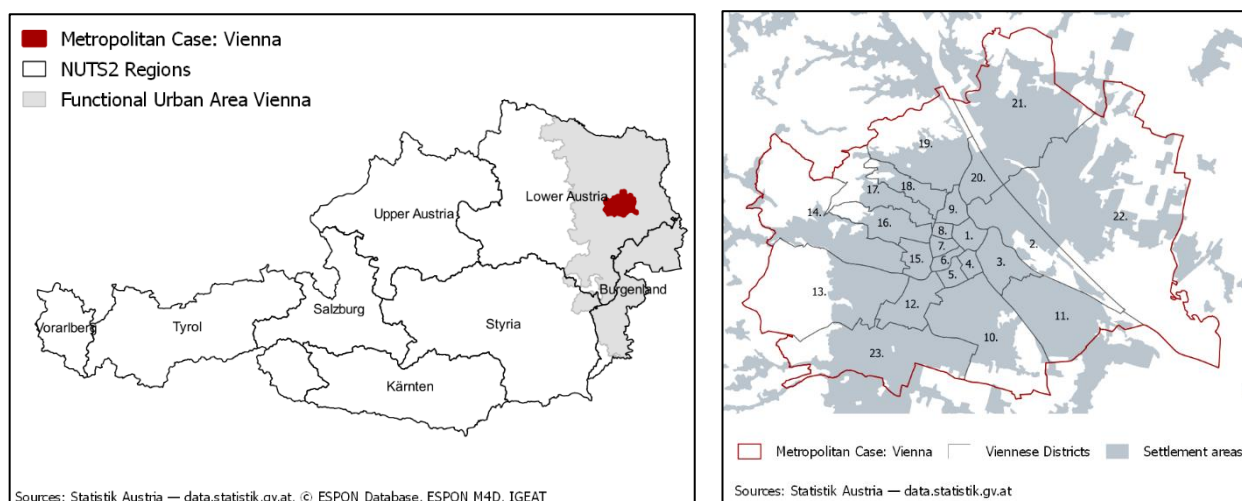 Metropolitan Case: Vienna
NUTS2 Regions
Functional Urban Area Vienna
Lower Austria
Upper Austria
Burgenland
Salzburg
Vorarlberg
Tyrol
Styria
Kärnten
Sources: Statistik Austria — data.statistik.gv.at, © ESPON Database, ESPON M4D, IGEAT
21.
19.
20.
17.
18.
14.
9.
22.
16.
8.
1.
7.
2.
15.
6.
4.
3.
5.
13.
12.
11.
10.
23.
Metropolitan Case: Vienna
Viennese Districts
Settlement areas
Sources: Statistik Austria — data.statistik.gv.at